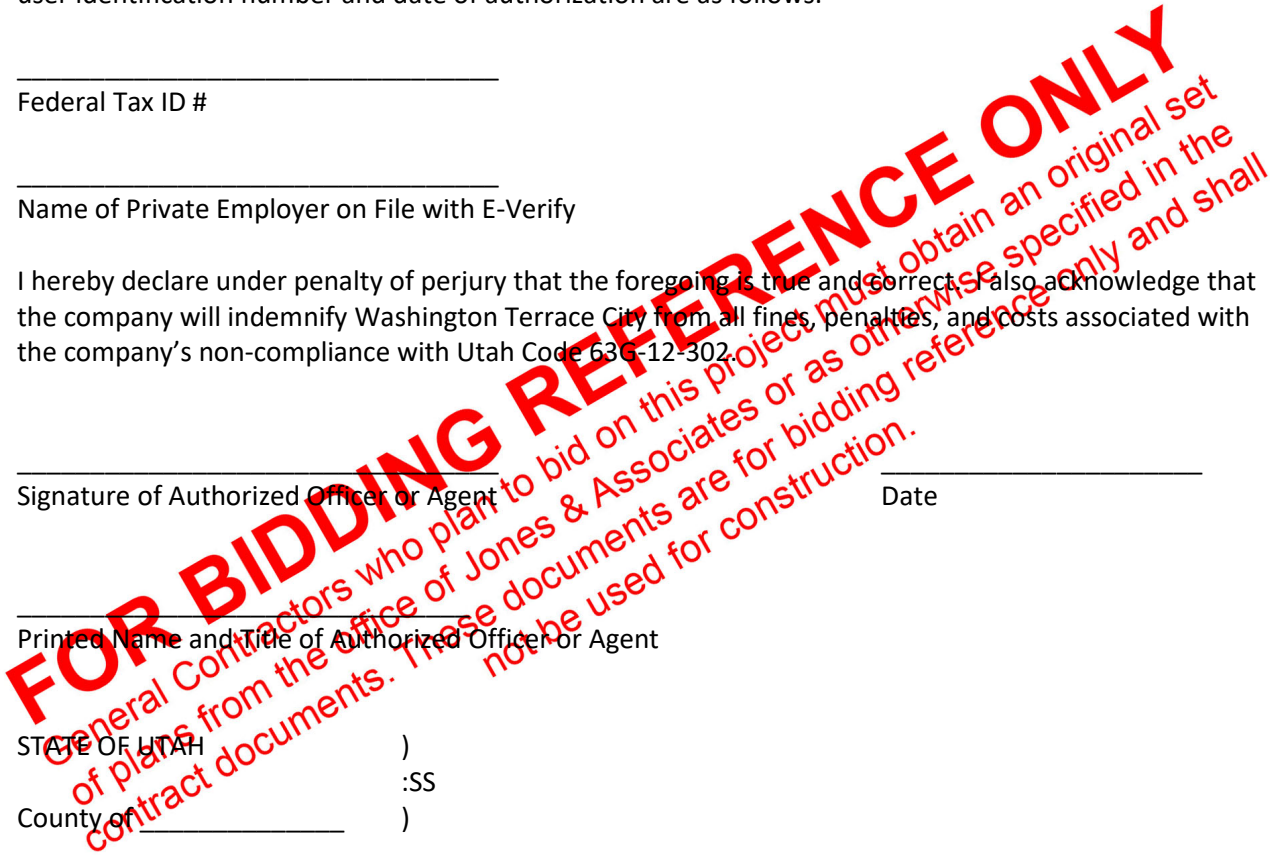 user identification number and date of authorization are as follows:
_________________________________
Federal Tax ID #
_________________________________
Name of Private Employer on File with E-Verify
I hereby declare under penalty of perjury that the foregoing is true and correct. I also acknowledge that
the company will indemnify Washington Terrace City from all fines, penalties, and costs associated with
the company’s non-compliance with Utah Code 63G-12-302.
_________________________________ ______________________
Signature of Authorized Officer or Agent Date
_______________________________
Printed Name and Title of Authorized Officer or Agent
STATE OF UTAH )
:SS
County of ______________ )
FOR BIDDING REFERENCE ONLY
General Contractors who plan to bid on this project must obtain an original set
of plans from the office of Jones & Associates or as otherwise specified in the
contract documents. These documents are for bidding reference only and shall
not be used for construction.